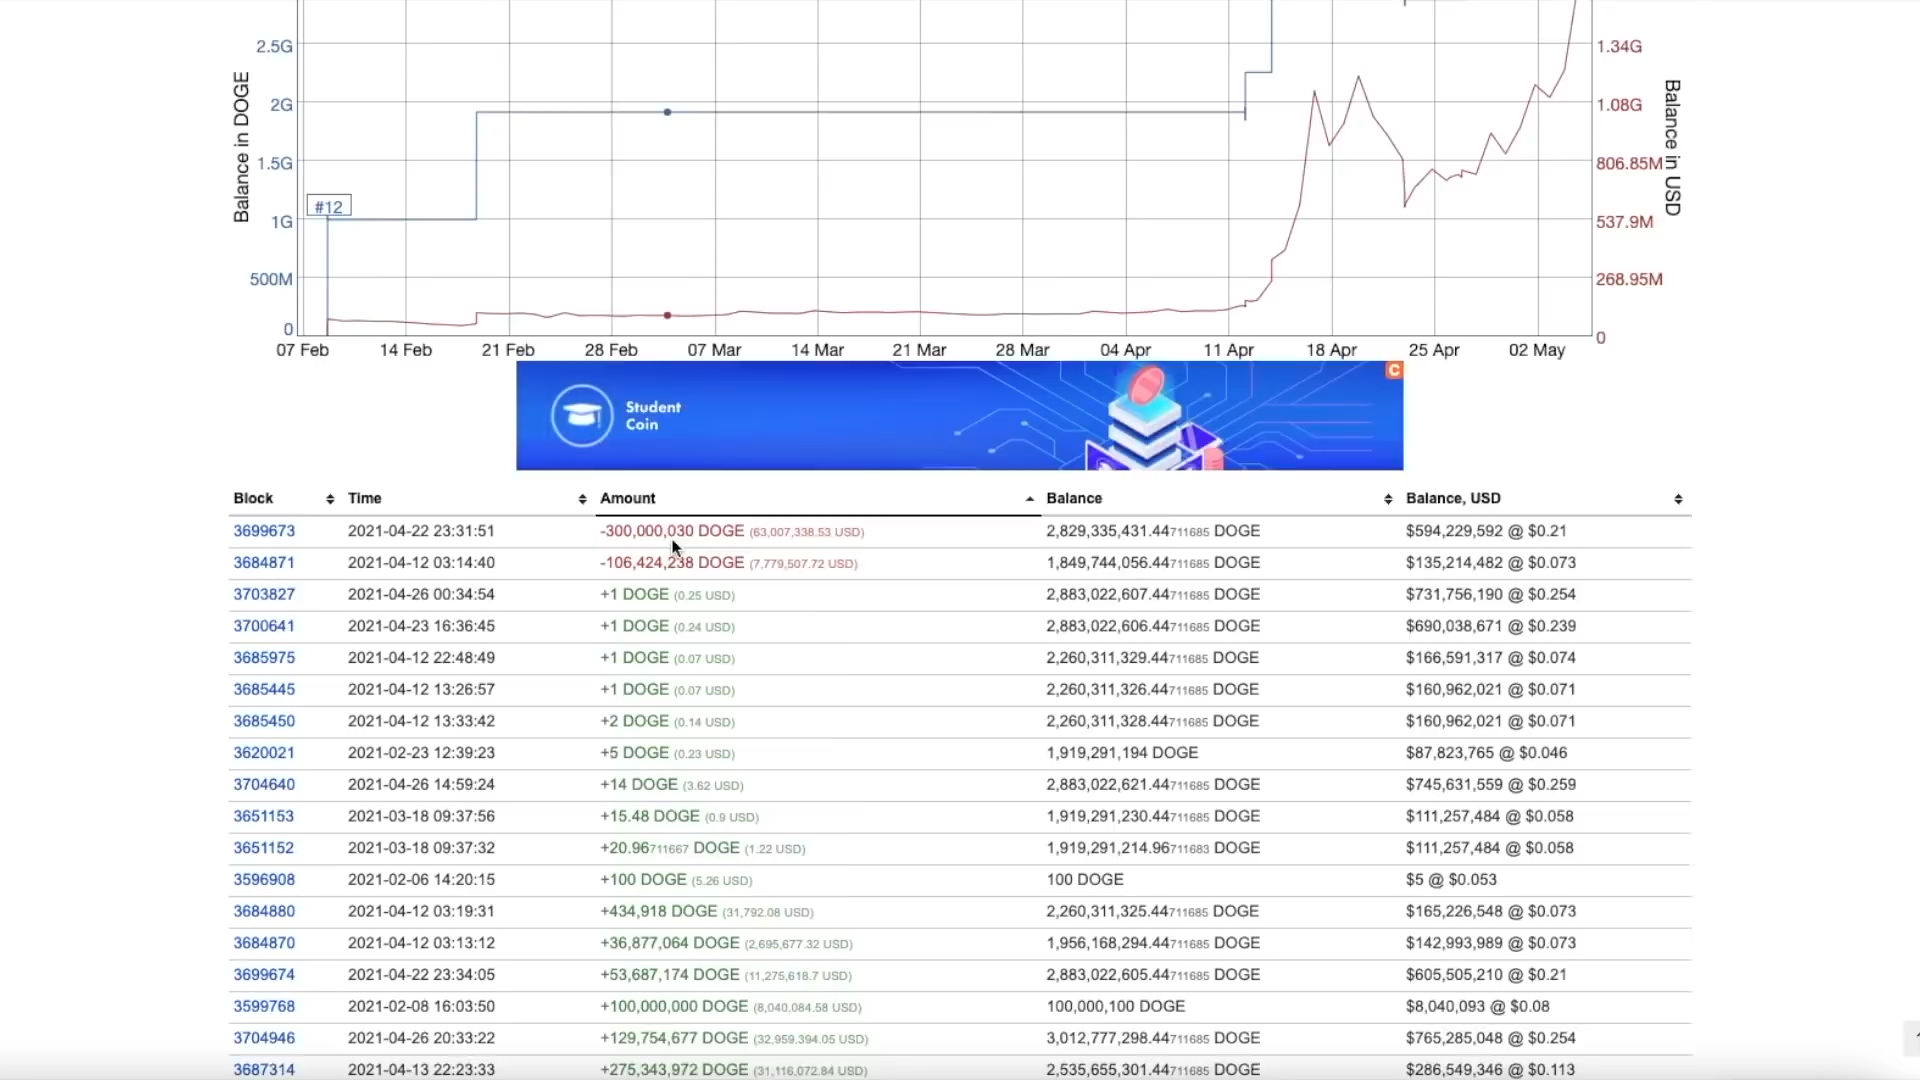 2.5G
1.34G
2G
1.08G
1.5G
806.85M
#12
1G
537.9M
500M
268.95M
0
0
Balance in DOGE
Balance in USD
07 Feb 14 Feb 21 Feb 28 Feb 07 Mar 14 Mar 21 Mar 28 Mar 04 Apr 11 Apr 18 Apr 25 Apr 02 May
C
Student
Coin
Block Time Amount Balance Balance, USD
3699673 2021-04-22 23:31:51 -300,000,030 DOGE (63,007,338.53 USD) 2,829,335,431.44711685 DOGE $594,229,592 @ $0.21
3684871 2021-04-12 03:14:40 -106,424,238 DOGE (7,779,507.72 USD) 1,849,744,056.44711685 DOGE $135,214,482 @ $0.073
3703827 2021-04-26 00:34:54 +1 DOGE (0.25 USD) 2,883,022,607.44711685 DOGE $731,756,190 @ $0.254
3700641 2021-04-23 16:36:45 +1 DOGE (0.24 USD) 2,883,022,606.44711685 DOGE $690,038,671 @ $0.239
3685975 2021-04-12 22:48:49 +1 DOGE (0.07 USD) 2,260,311,329.44711685 DOGE $166,591,317 @ $0.074
3685445 2021-04-12 13:26:57 +1 DOGE (0.07 USD) 2,260,311,326.44711685 DOGE $160,962,021 @ $0.071
3685450 2021-04-12 13:33:42 +2 DOGE (0.14 USD) 2,260,311,328.44711685 DOGE $160,962,021 @ $0.071
3620021 2021-02-23 12:39:23 +5 DOGE (0.23 USD) 1,919,291,194 DOGE $87,823,765 @ $0.046
3704640 2021-04-26 14:59:24 +14 DOGE (3.62 USD) 2,883,022,621.44711685 DOGE $745,631,559 @ $0.259
3651153 2021-03-18 09:37:56 +15.48 DOGE (0.9 USD) 1,919,291,230.44711685 DOGE $111,257,484 @ $0.058
3651152 2021-03-18 09:37:32 +20.96711667 DOGE (1.22 USD) 1,919,291,214.96711683 DOGE $111,257,484 @ $0.058
3596908 2021-02-06 14:20:15 +100 DOGE (5.26 USD) 100 DOGE $5 @ $0.053
3684880 2021-04-12 03:19:31 +434,918 DOGE (31,792.08 USD) 2,260,311,325.44711685 DOGE $165,226,548 @ $0.073
3684870 2021-04-12 03:13:12 +36,877,064 DOGE (2,695,677.32 USD) 1,956,168,294.44711685 DOGE $142,993,989 @ $0.073
3699674 2021-04-22 23:34:05 +53,687,174 DOGE (11,275,618.7 USD) 2,883,022,605.44711685 DOGE $605,505,210 @ $0.21
3599768 2021-02-08 16:03:50 +100,000,000 DOGE (8,040,084.58 USD) 100,000,100 DOGE $8,040,093 @ $0.08
3704946 2021-04-26 20:33:22 +129,754,677 DOGE (32,959,394.05 USD) 3,012,777,298.44711685 DOGE $765,285,048 @ $0.254
3687314 2021-04-13 22:23:33 +275,343,972 DOGE (31,116,072.84 USD) 2,535,655,301.44711685 DOGE $286,549,346 @ $0.113